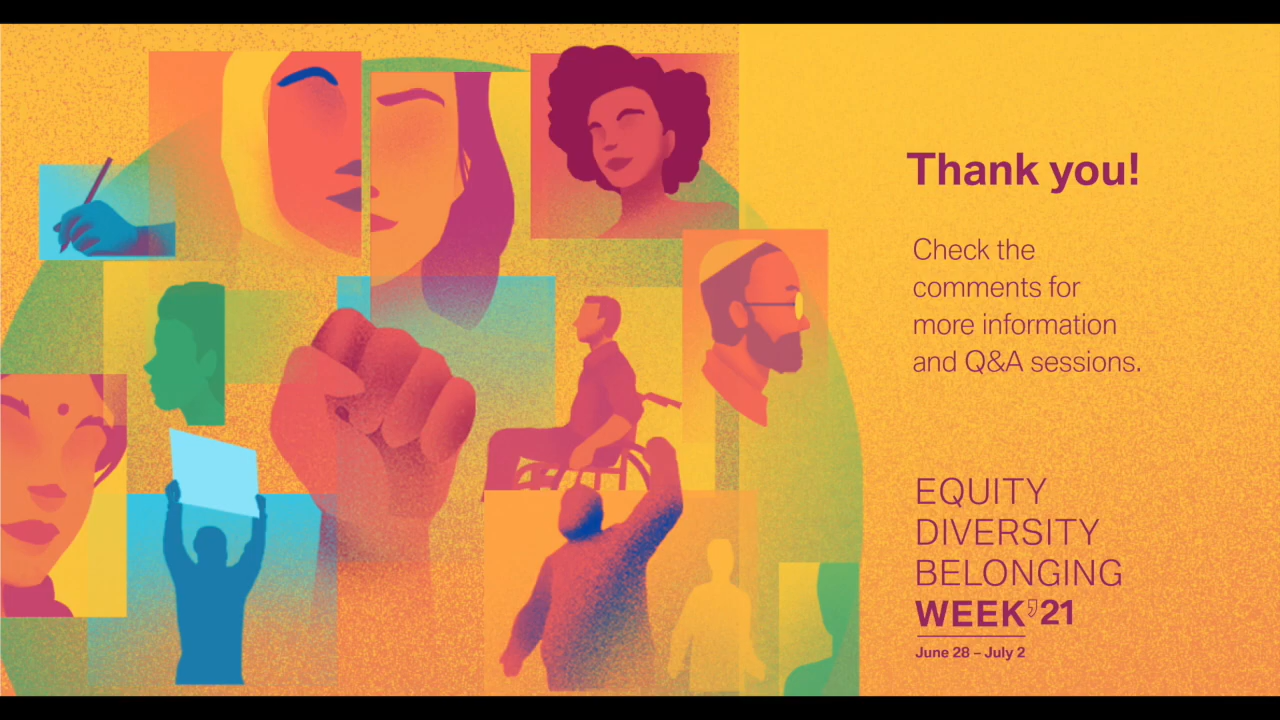 Thank you!
Check the
comments for
more information
and Q&A sessions.
EQUITY
DIVERSITY
BELONGING
WEEK'21
June 28 – July 2